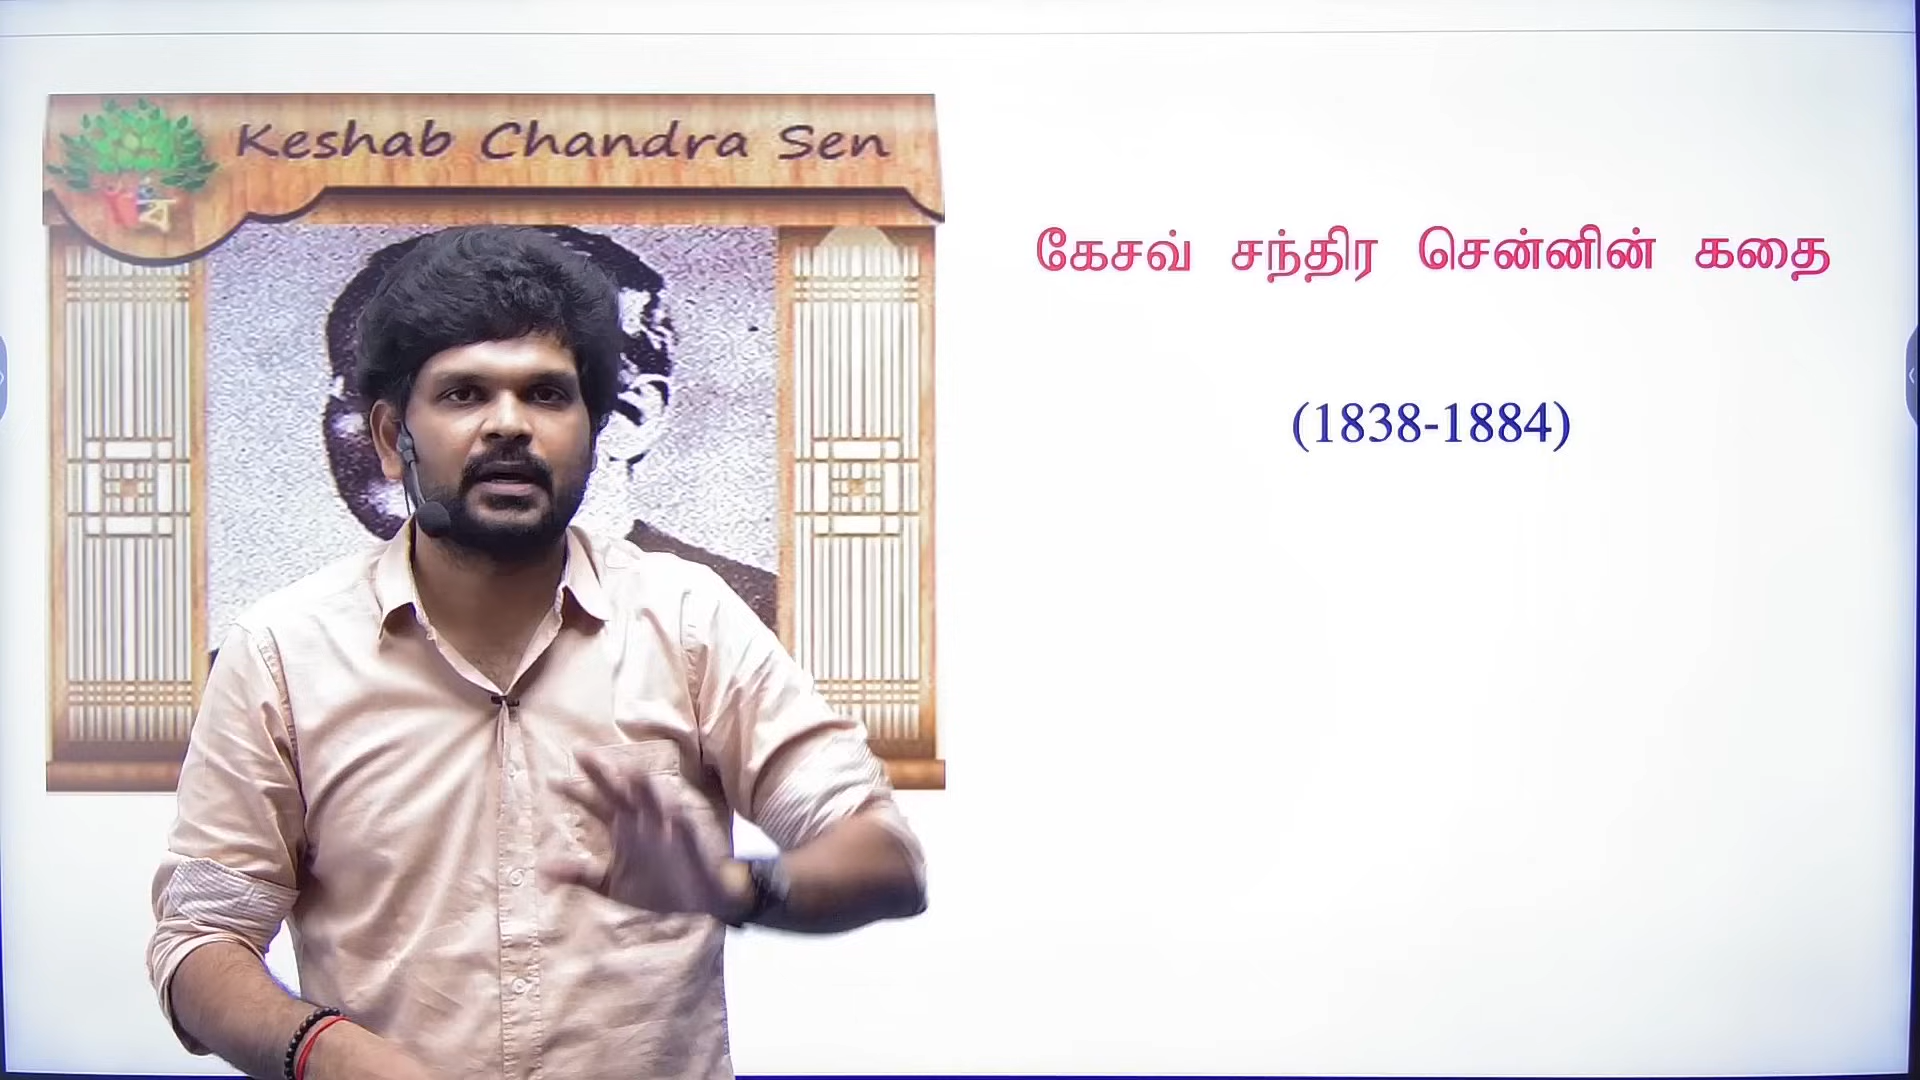 Keshab Chandra Sen
கேசவ் சந்திர சென்னின் கதை
(1838-1884)